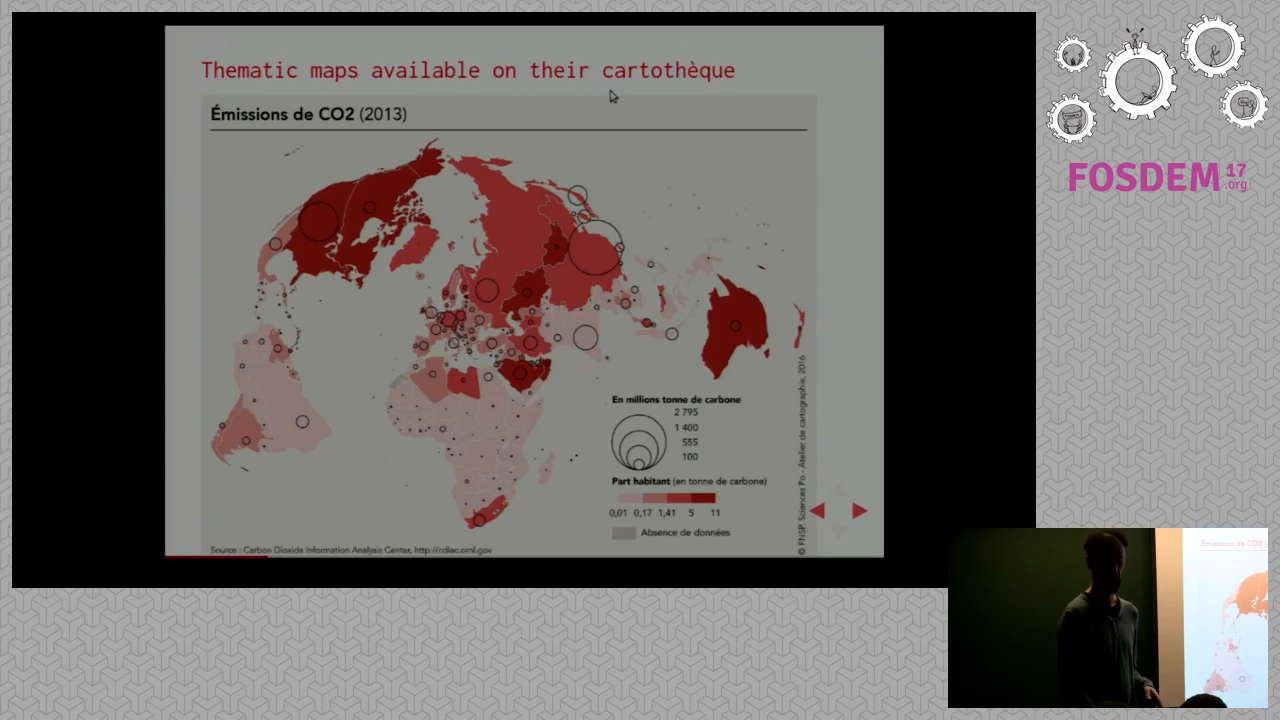 Thematic maps available on their cartothèque
Émissions de CO2 (2013)
En millions tonne de carbone
2 795
1 400
555
100
Part habitant (en tonne de carbone)
0,01 0,17 1,41 5 11
Absence de données
© FNSP. Sciences Po - Atelier de cartographie, 2016
Source : Carbon Dioxide Information Analysis Center, http://cdiac.ornl.gov
FOSDEM 17
.org
Émissions de CO2